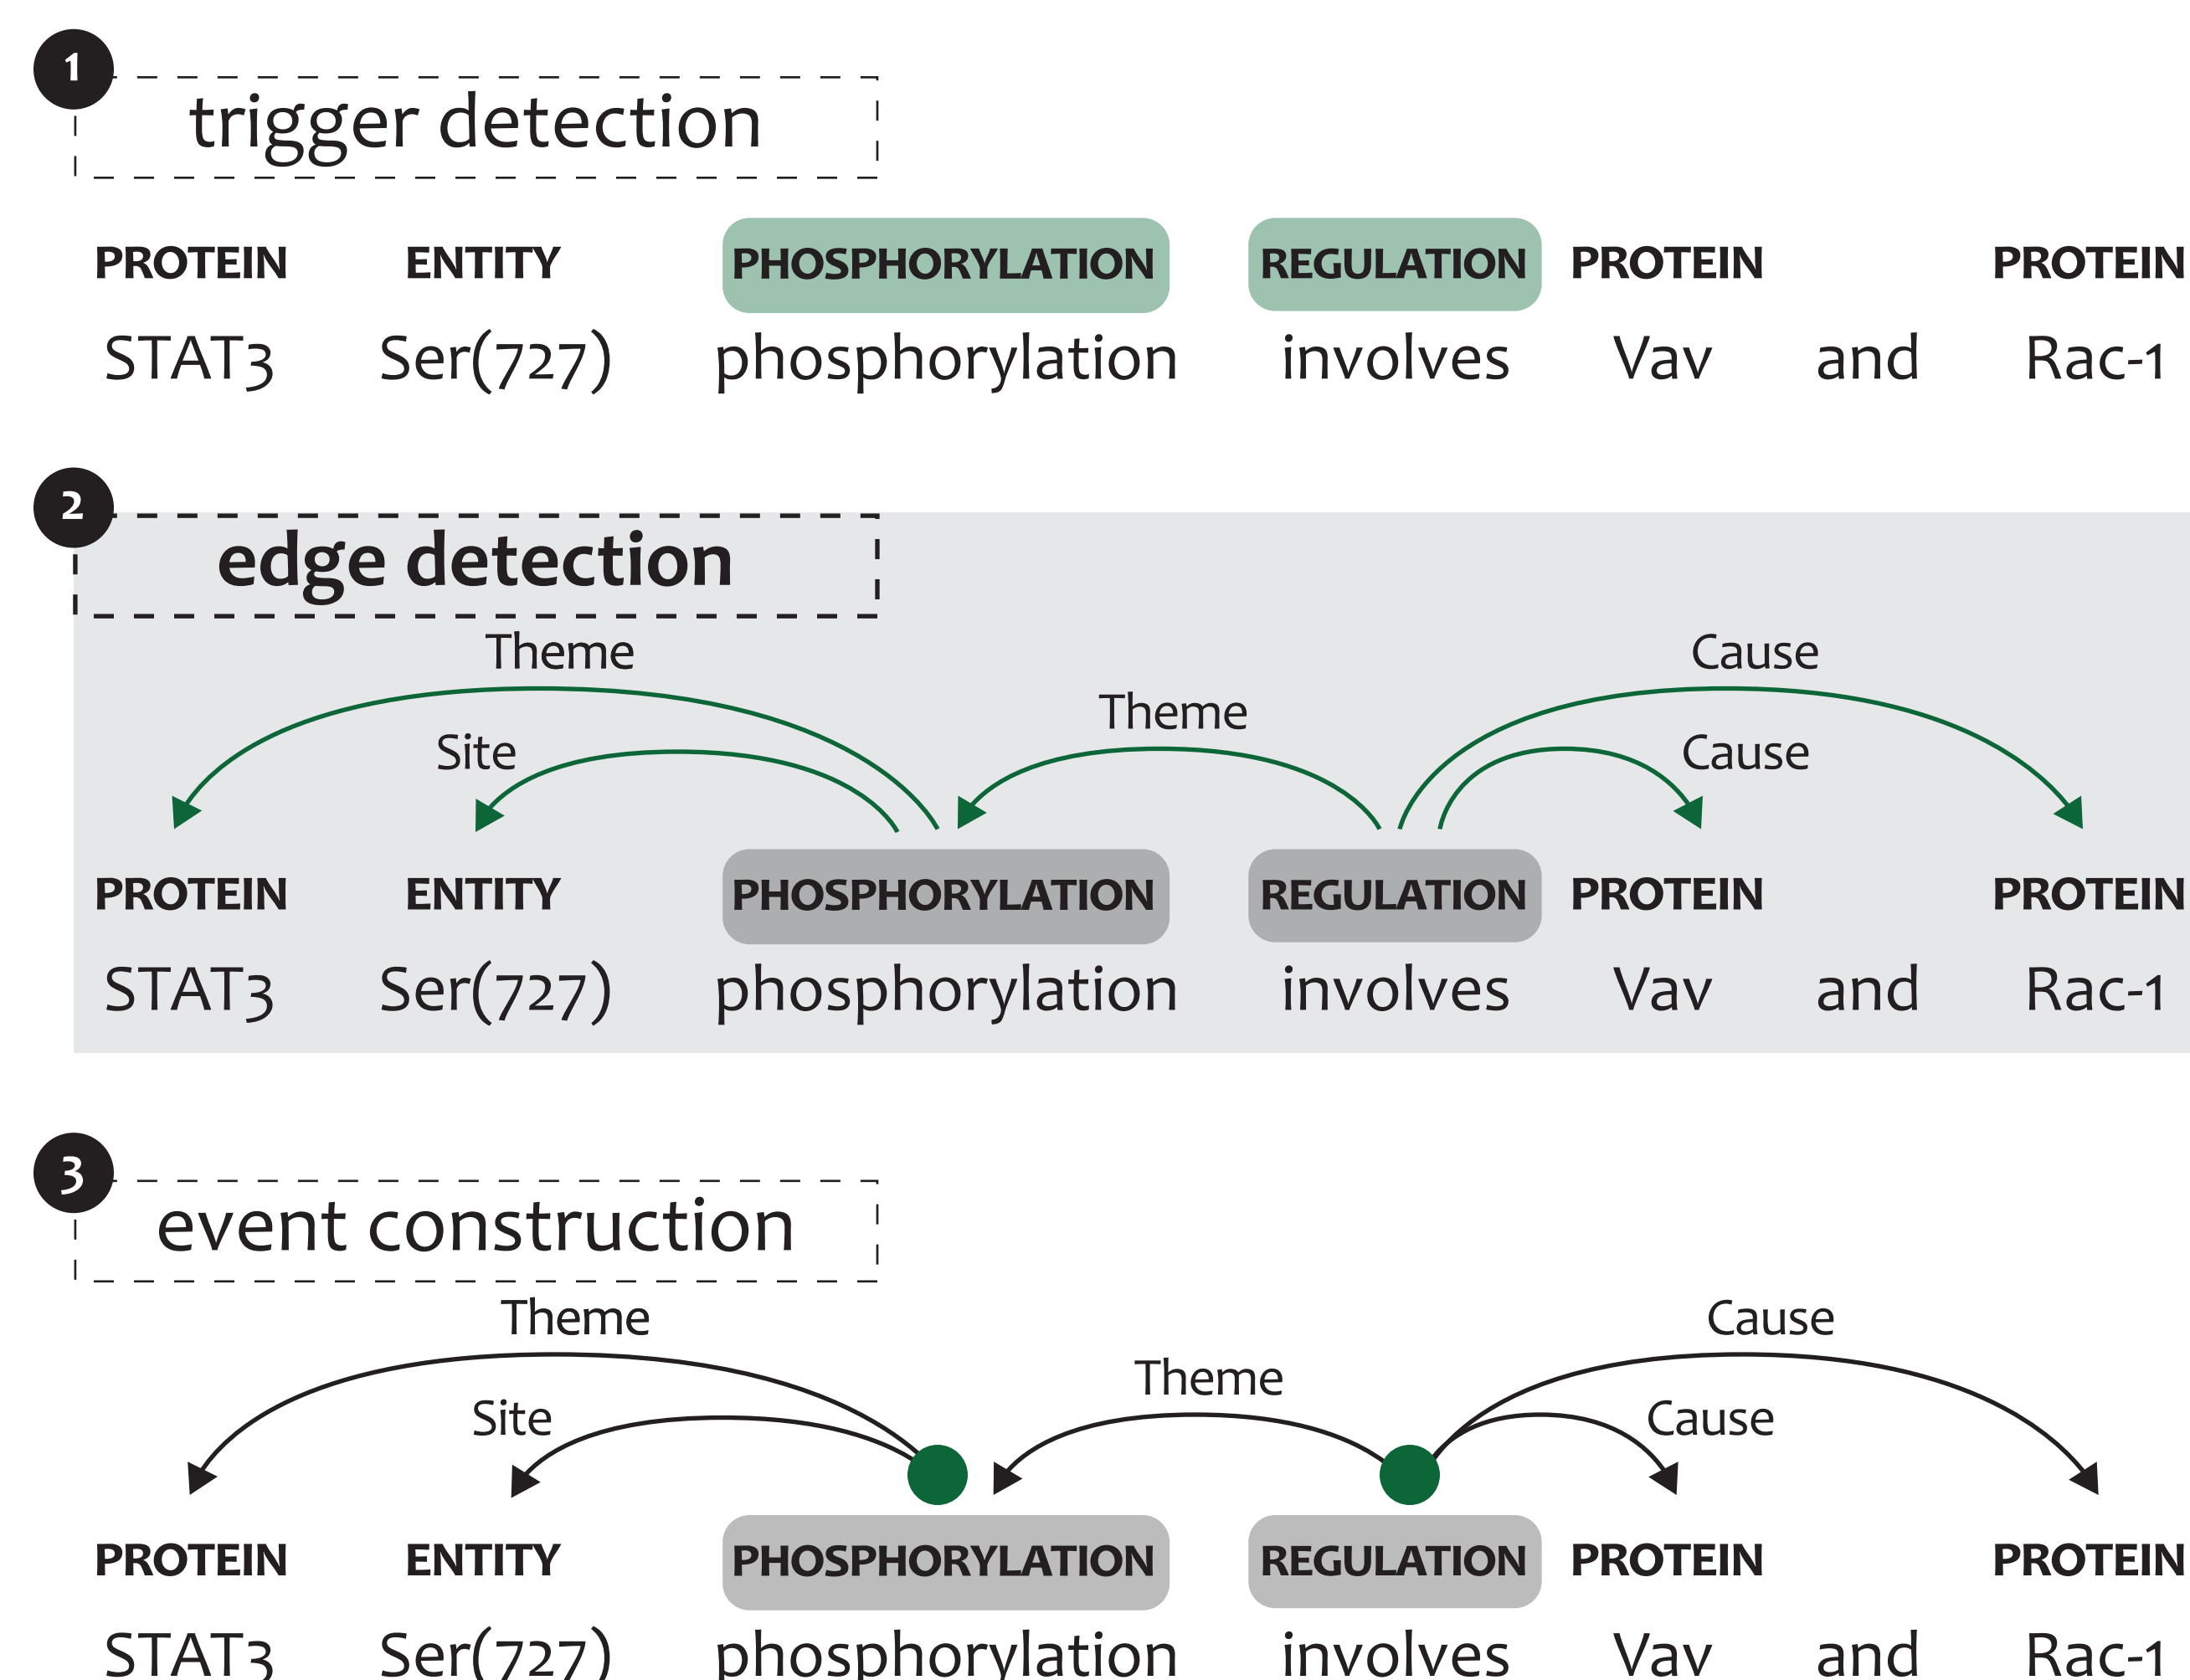 1
trigger detection
PROTEIN ENTITY PHOSPHORYLATION REGULATION PROTEIN PROTEIN
STAT3 Ser(727) phosphorylation involves Vav and Rac-1
2
edge detection
Theme Cause
Theme
Site Cause
PROTEIN ENTITY PHOSPHORYLATION REGULATION PROTEIN PROTEIN
STAT3 Ser(727) phosphorylation involves Vav and Rac-1
3
event construction
Theme Cause
Theme
Site Cause
PROTEIN ENTITY PHOSPHORYLATION REGULATION PROTEIN PROTEIN
STAT3 Ser(727) phosphorylation involves Vav and Rac-1